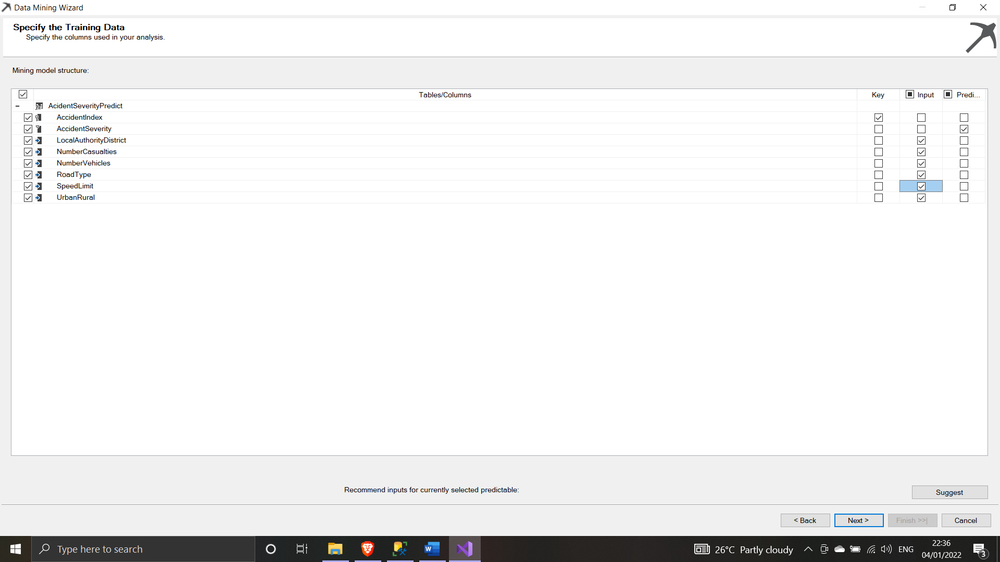 Data Mining Wizard
Specify the Training Data
Specify the columns used in your analysis.
Mining model structure:
Tables/Columns Key Input Predi...
AcidentSeverityPredict
AccidentIndex
AccidentSeverity
LocalAuthorityDistrict
NumberCasualties
NumberVehicles
RoadType
SpeedLimit
UrbanRural
Recommend inputs for currently selected predictable:
Suggest
< Back Next > Finish >>| Cancel
Type here to search
26°C Partly cloudy
ENG
22:36
04/01/2022
3